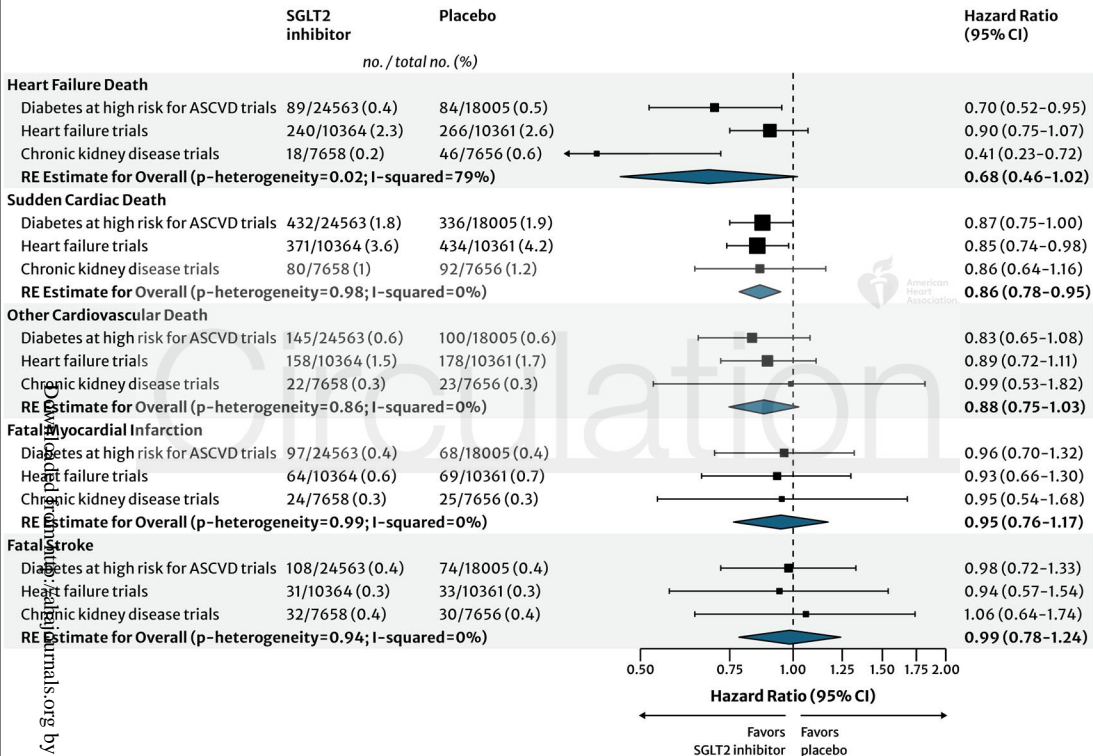 SGLT2 inhibitor Placebo Hazard Ratio (95% CI)
no. / total no. (%)
Heart Failure Death
Diabetes at high risk for ASCVD trials 89/24563 (0.4) 84/18005 (0.5) 0.70 (0.52-0.95)
Heart failure trials 240/10364 (2.3) 266/10361 (2.6) 0.90 (0.75-1.07)
Chronic kidney disease trials 18/7658 (0.2) 46/7656 (0.6) 0.41 (0.23-0.72)
RE Estimate for Overall (p-heterogeneity=0.02; I-squared=79%) 0.68 (0.46-1.02)
Sudden Cardiac Death
Diabetes at high risk for ASCVD trials 432/24563 (1.8) 336/18005 (1.9) 0.87 (0.75-1.00)
Heart failure trials 371/10364 (3.6) 434/10361 (4.2) 0.85 (0.74-0.98)
Chronic kidney disease trials 80/7658 (1) 92/7656 (1.2) 0.86 (0.64-1.16)
RE Estimate for Overall (p-heterogeneity=0.98; I-squared=0%) 0.86 (0.78-0.95)
American Heart Association.
Other Cardiovascular Death
Diabetes at high risk for ASCVD trials 145/24563 (0.6) 100/18005 (0.6) 0.83 (0.65-1.08)
Heart failure trials 158/10364 (1.5) 178/10361 (1.7) 0.89 (0.72-1.11)
Chronic kidney disease trials 22/7658 (0.3) 23/7656 (0.3) 0.99 (0.53-1.82)
RE Estimate for Overall (p-heterogeneity=0.86; I-squared=0%) 0.88 (0.75-1.03)
Circulation
Fatal Myocardial Infarction
Diabetes at high risk for ASCVD trials 97/24563 (0.4) 68/18005 (0.4) 0.96 (0.70-1.32)
Heart failure trials 64/10364 (0.6) 69/10361 (0.7) 0.93 (0.66-1.30)
Chronic kidney disease trials 24/7658 (0.3) 25/7656 (0.3) 0.95 (0.54-1.68)
RE Estimate for Overall (p-heterogeneity=0.99; I-squared=0%) 0.95 (0.76-1.17)
Fatal Stroke
Diabetes at high risk for ASCVD trials 108/24563 (0.4) 74/18005 (0.4) 0.98 (0.72-1.33)
Heart failure trials 31/10364 (0.3) 33/10361 (0.3) 0.94 (0.57-1.54)
Chronic kidney disease trials 32/7658 (0.4) 30/7656 (0.4) 1.06 (0.64-1.74)
RE Estimate for Overall (p-heterogeneity=0.94; I-squared=0%) 0.99 (0.78-1.24)
0.50 0.75 1.00 1.25 1.50 1.75 2.00
Hazard Ratio (95% CI)
Favors SGLT2 inhibitor
Favors placebo
Downloaded from http://ahajournals.org by